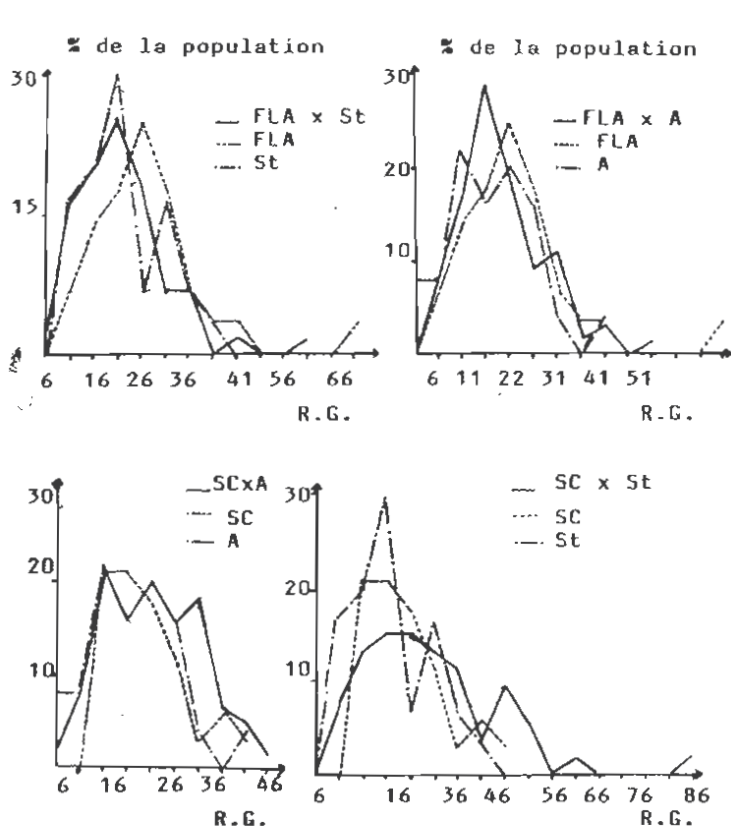 % de la population
30
15
FLA x St
FLA
St
6 16 26 36 41 56 66
R.G.
% de la population
30
20
10
FLA x A
FLA
A
6 11 22 31 41 51
R.G.
30
20
10
SCxA
SC
A
6 16 26 36 46
R.G.
30
20
10
SC x St
SC
St
6 16 36 46 56 66 76 86
R.G.